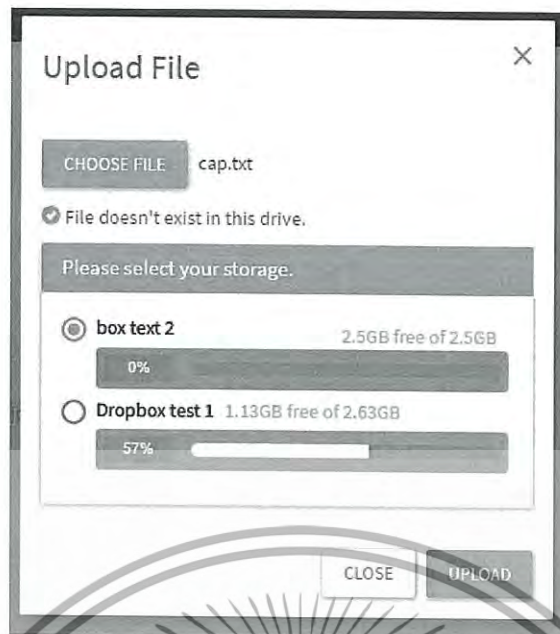 Upload File
×
CHOOSE FILE cap.txt
File doesn't exist in this drive.
Please select your storage.
box text 2 2.5GB free of 2.5GB
0%
Dropbox test 1 1.13GB free of 2.63GB
57%
CLOSE UPLOAD